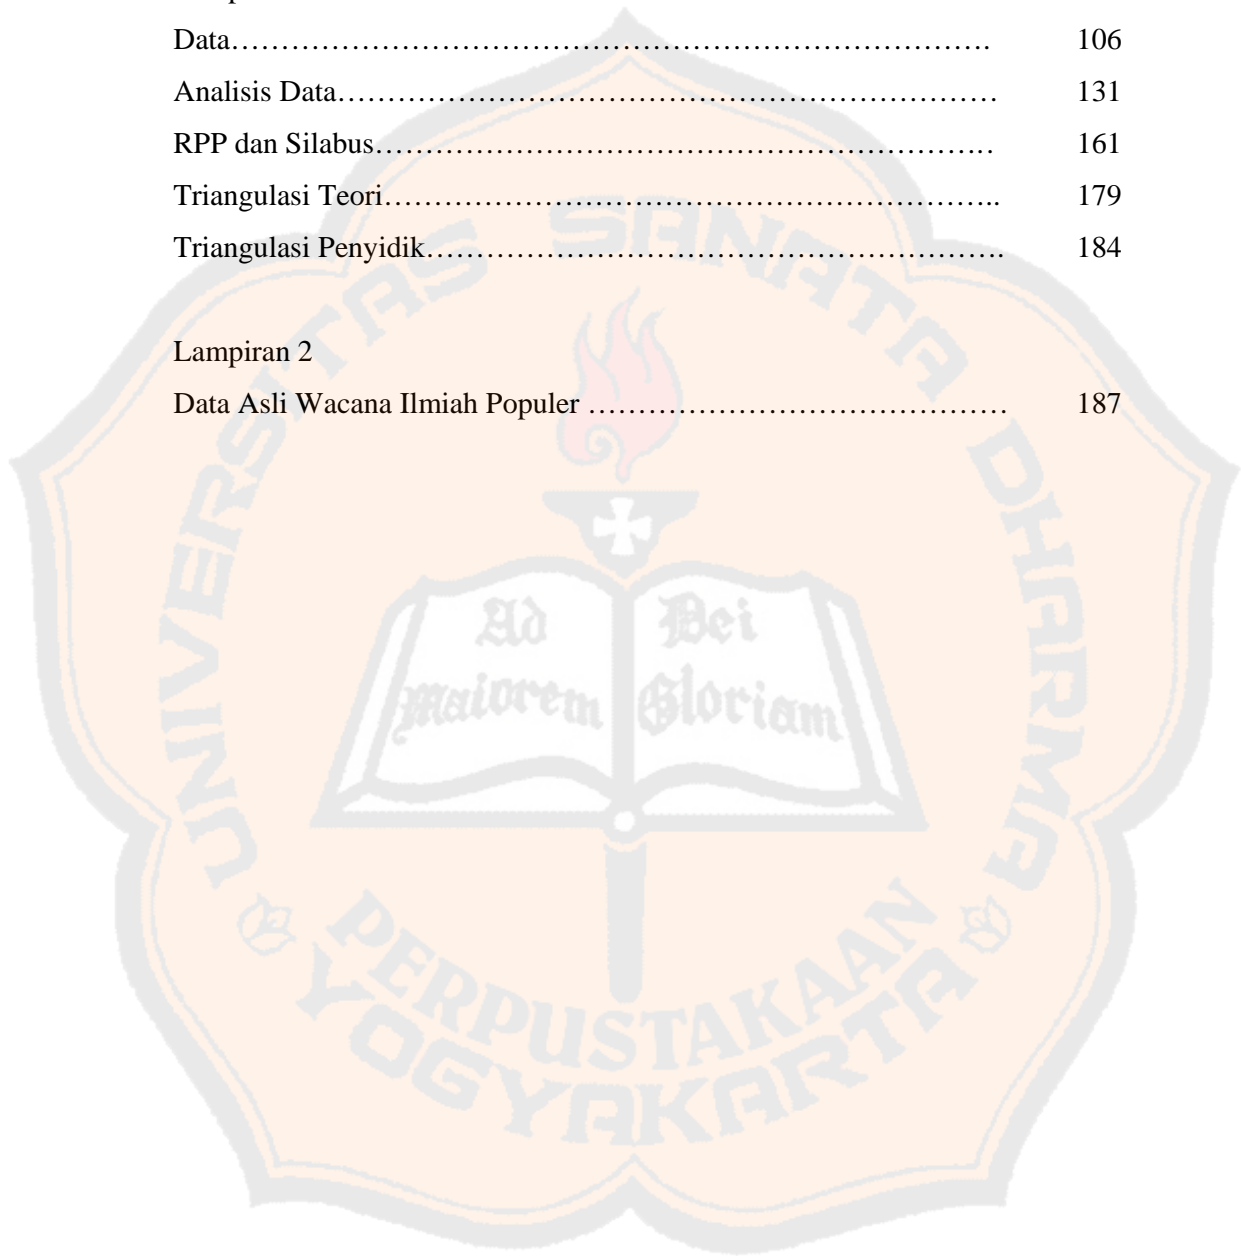 Data…………………………………………………………………. 106
Analisis Data………………………………………………………… 131
RPP dan Silabus……………………………………………………. 161
Triangulasi Teori…………………………………………………….. 179
Triangulasi Penyidik…………………………………………………. 184
Lampiran 2
Data Asli Wacana Ilmiah Populer …………………………………… 187
UNIVERSITAS SANATA DHARMA
Ad Dei
Maiorem Gloriam
PERPUSTAKAAN
YOGYAKARTA